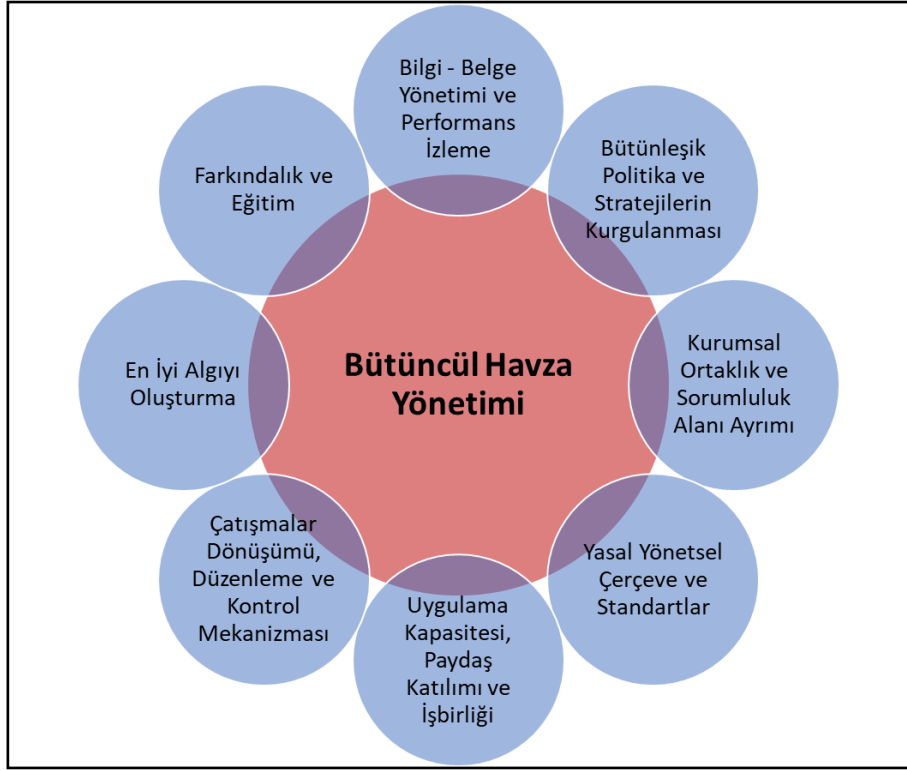 Bilgi - Belge
Yönetimi ve
Performans
İzleme
Bütünleşik
Politika ve
Stratejilerin
Kurgulanması
Kurumsal
Ortaklık ve
Sorumluluk
Alanı Ayrımı
Yasal Yönetsel
Çerçeve ve
Standartlar
Uygulama
Kapasitesi,
Paydaş
Katılımı ve
İşbirliği
Çatışmalar
Dönüşümü,
Düzenleme ve
Kontrol
Mekanizması
En İyi Algıyı
Oluşturma
Farkındalık ve
Eğitim
Bütüncül Havza
Yönetimi